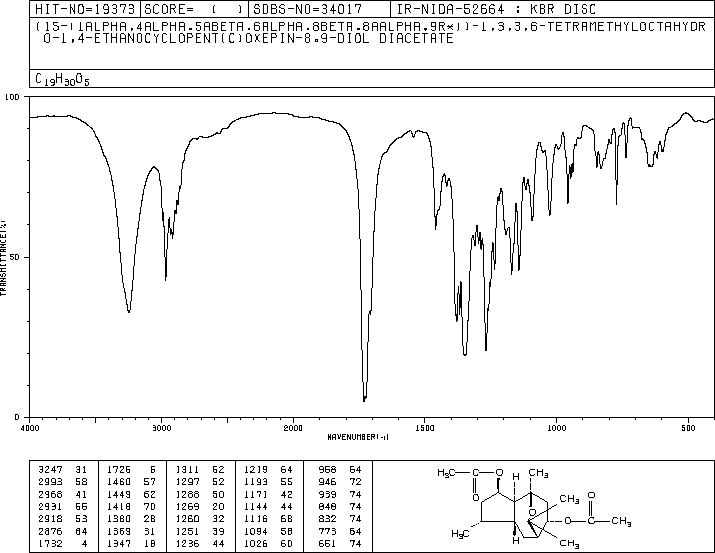 HIT-NO=19373 SCORE= ( ) SDBS-NO=34017 IR-NIDA-52664 : KBR DISC
(1S-(1ALPHA,4ALPHA,5ABETA,6ALPHA,8BETA,8AALPHA,9R*))-1,3,3,6-TETRAMETHYLOCTAHYDR
O-1,4-ETHANOCYCLOPENT(C)OXEPIN-8,9-DIOL DIACETATE
C19H30O5
100
50
0
TRANSMITTANCE(%)
4000 3000 2000 1500 1000 500
WAVENUMBER(-1)
3247 31 1726 6 1311 52 1219 64 968 64
2993 58 1460 57 1297 52 1193 55 946 72
2968 41 1449 62 1288 50 1171 42 939 74
2931 55 1418 70 1269 20 1144 44 848 74
2918 53 1380 28 1260 32 1116 68 832 74
2876 64 1369 31 1251 39 1094 58 773 64
1732 4 1347 18 1236 44 1026 60 651 74
H3C O H CH3
O O CH3
O CH3
H3C H CH3